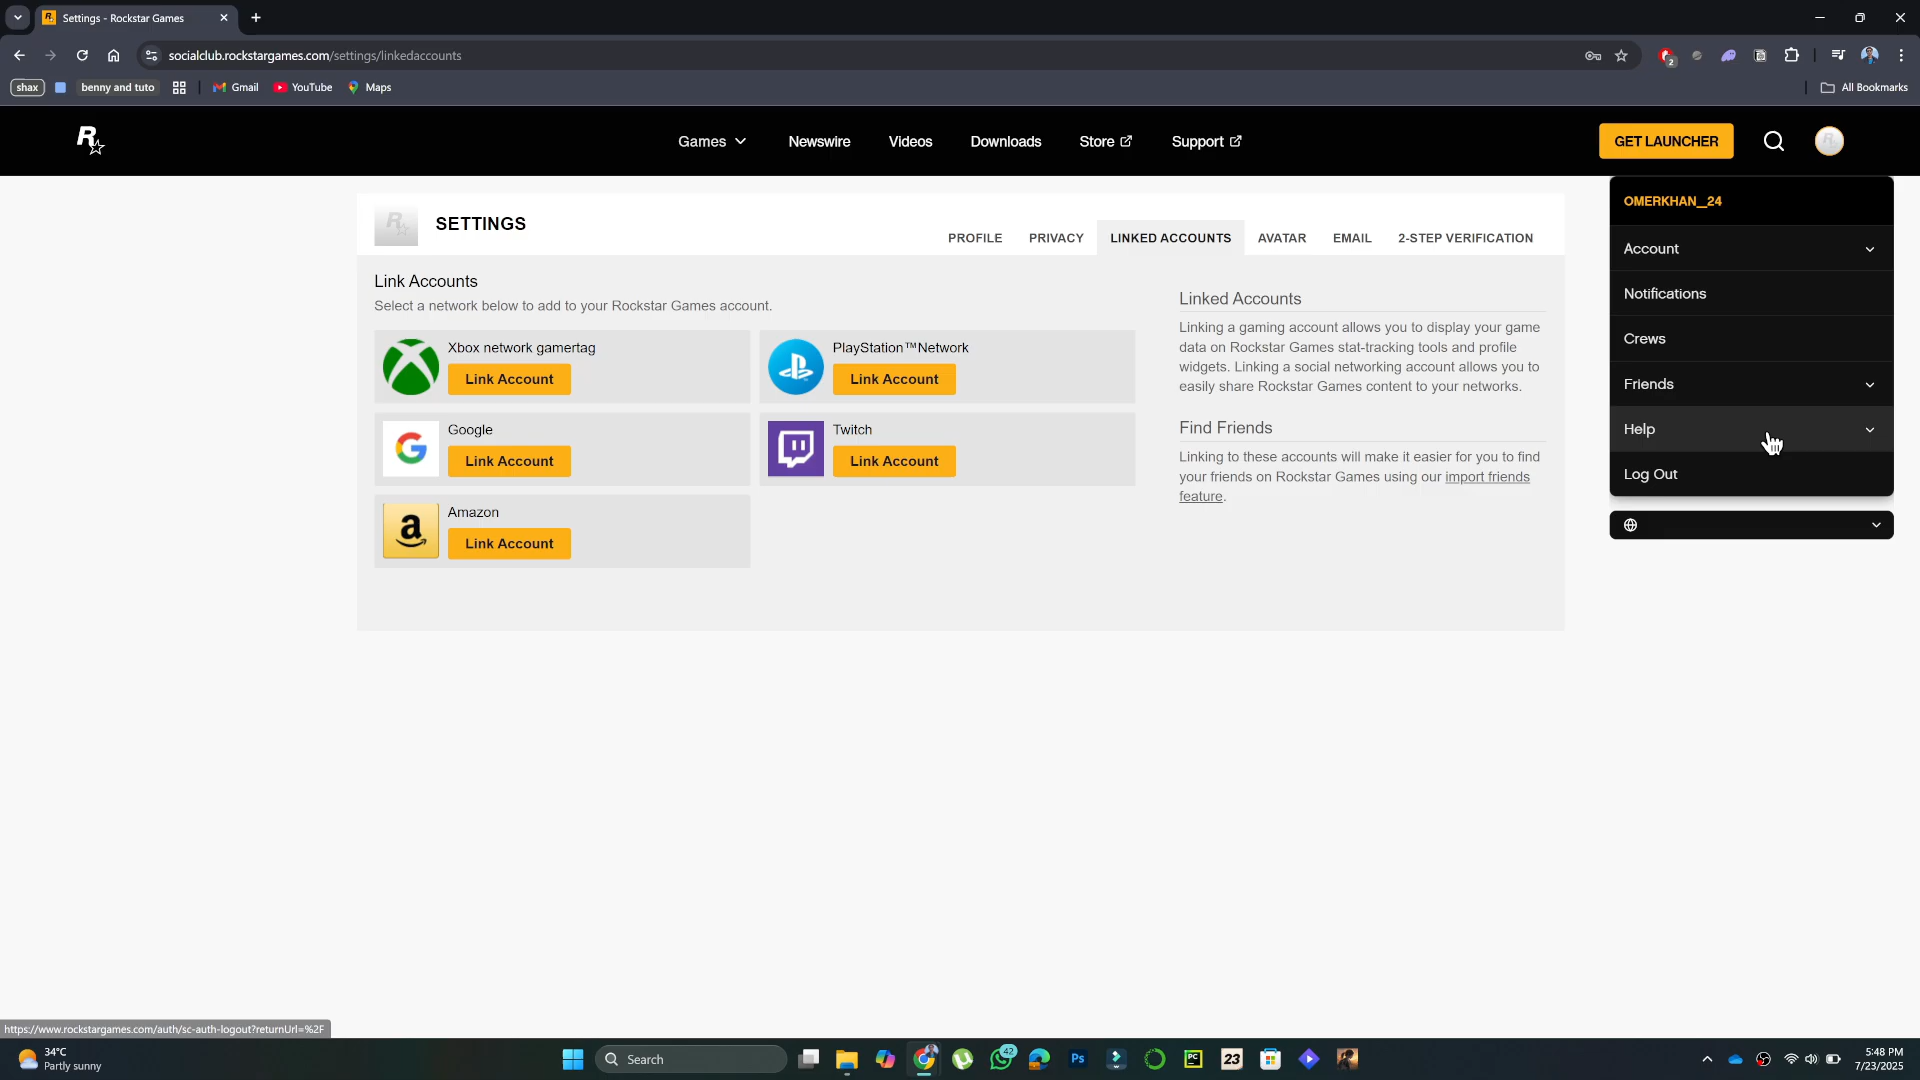 Settings - Rockstar Games
socialclub.rockstargames.com/settings/linkedaccounts
2
shax
benny and tuto
Gmail
YouTube
Maps
All Bookmarks
R
Games
Newswire
Videos
Downloads
Store
Support
GET LAUNCHER
SETTINGS
PROFILE
PRIVACY
LINKED ACCOUNTS
AVATAR
EMAIL
2-STEP VERIFICATION
Link Accounts
Select a network below to add to your Rockstar Games account.
Xbox network gamertag
Link Account
PlayStation™Network
Link Account
Google
Link Account
Twitch
Link Account
Amazon
Link Account
Linked Accounts
Linking a gaming account allows you to display your game
data on Rockstar Games stat-tracking tools and profile
widgets. Linking a social networking account allows you to
easily share Rockstar Games content to your networks.
Find Friends
Linking to these accounts will make it easier for you to find
your friends on Rockstar Games using our import friends
feature.
OMERKHAN_24
Account
Notifications
Crews
Friends
Help
Log Out
https://www.rockstargames.com/auth/sc-auth-logout?returnUrl=%2F
34°C
Partly sunny
Search
42
Ps
PC
23
5:48 PM
7/23/2025